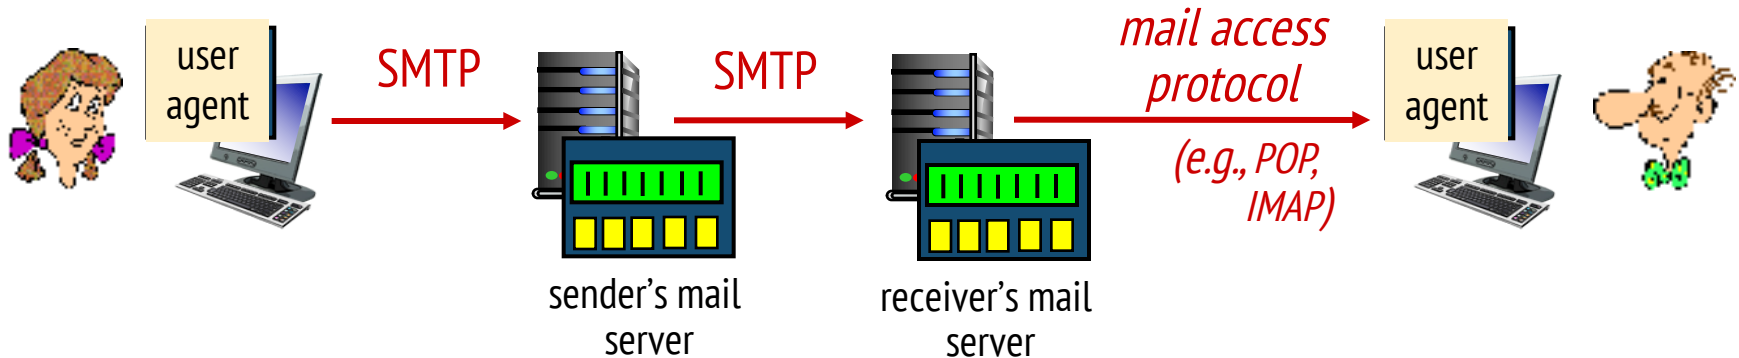 user
agent
SMTP
SMTP
mail access
protocol
(e.g., POP,
IMAP)
user
agent
sender’s mail
server
receiver’s mail
server